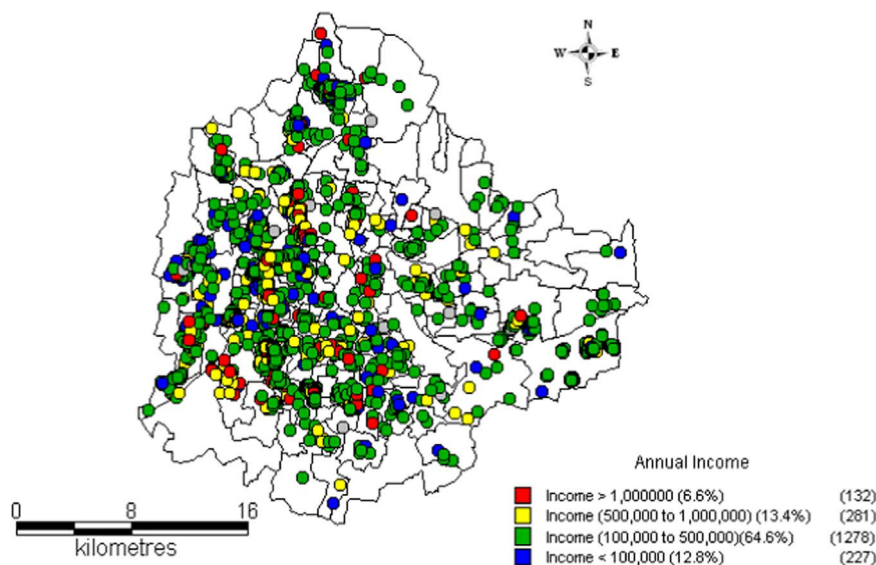 N
W E
S
Annual Income
Income > 1,000000 (6.6%) (132)
Income (500,000 to 1,000,000) (13.4%) (281)
Income (100,000 to 500,000)(64.6%) (1278)
Income < 100,000 (12.8%) (227)
0 8 16
kilometres